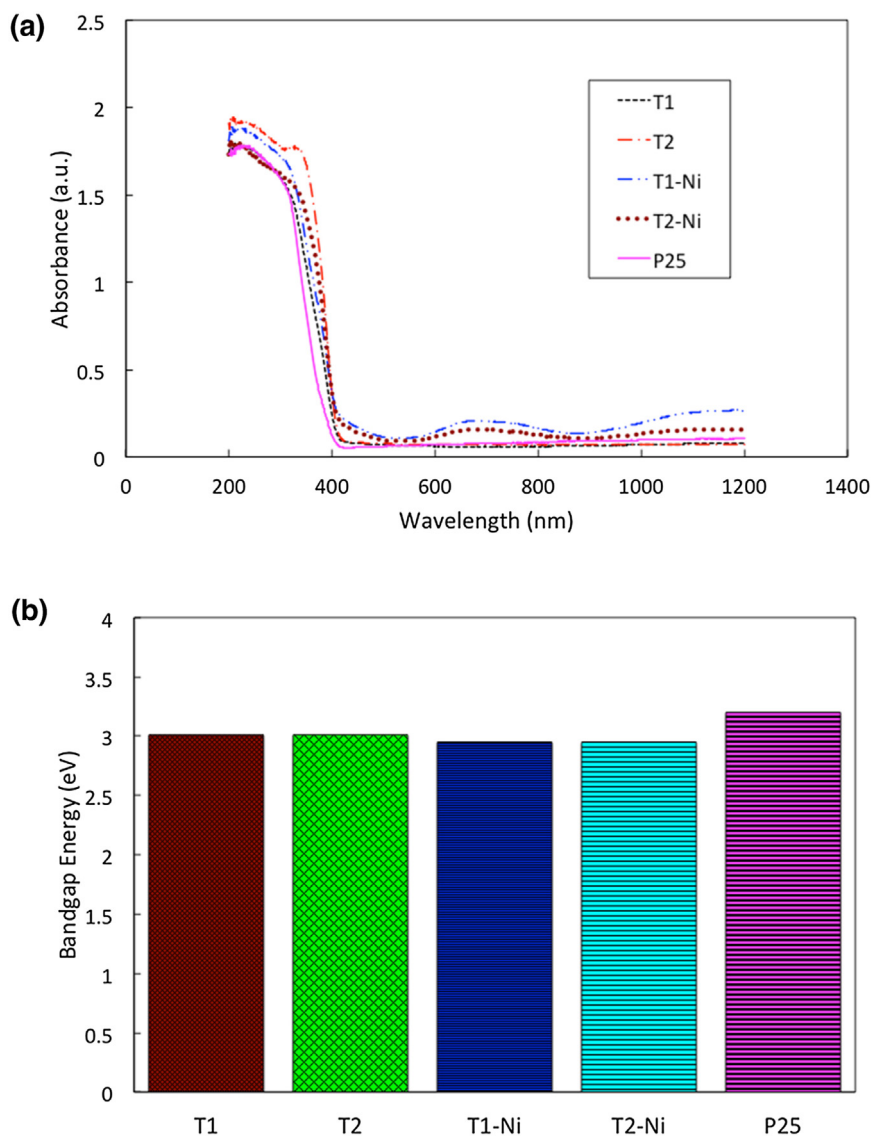 (a)
2.5
2
1.5
1
0.5
0
Absorbance (a.u.)
T1
T2
T1-Ni
T2-Ni
P25
0 200 400 600 800 1000 1200 1400
Wavelength (nm)
(b)
4
3.5
3
2.5
2
1.5
1
0.5
0
Bandgap Energy (eV)
T1 T2 T1-Ni T2-Ni P25